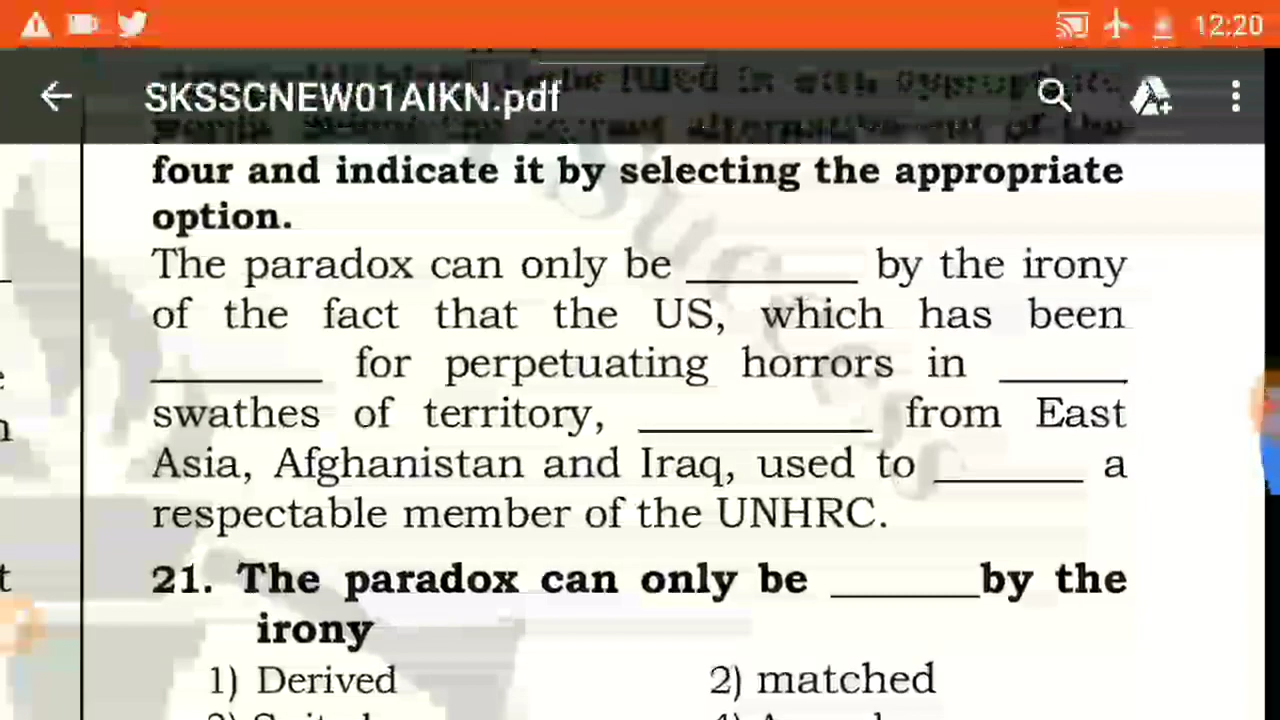 12:20
SKSSCNEW01AIKN.pdf
four and indicate it by selecting the appropriate
option.
The paradox can only be ________ by the irony
of the fact that the US, which has been
________ for perpetuating horrors in ______
swathes of territory, ___________ from East
Asia, Afghanistan and Iraq, used to _______ a
respectable member of the UNHRC.
21. The paradox can only be _______by the
irony
1) Derived 2) matched